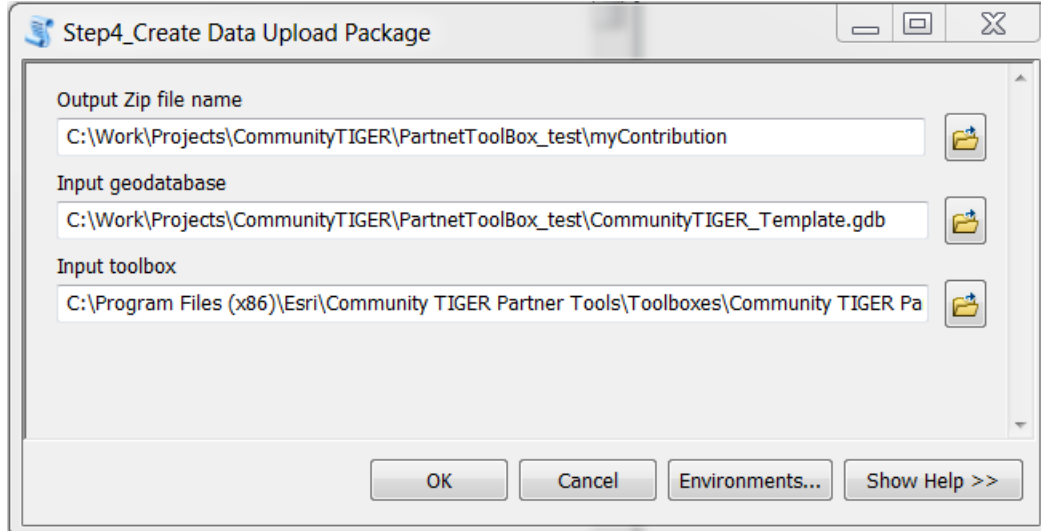 Step4_Create Data Upload Package
Output Zip file name
C:\Work\Projects\CommunityTIGER\PartnetToolBox_test\myContribution
Input geodatabase
C:\Work\Projects\CommunityTIGER\PartnetToolBox_test\CommunityTIGER_Template.gdb
Input toolbox
C:\Program Files (x86)\Esri\Community TIGER Partner Tools\Toolboxes\Community TIGER Pa
OK Cancel Environments... Show Help >>